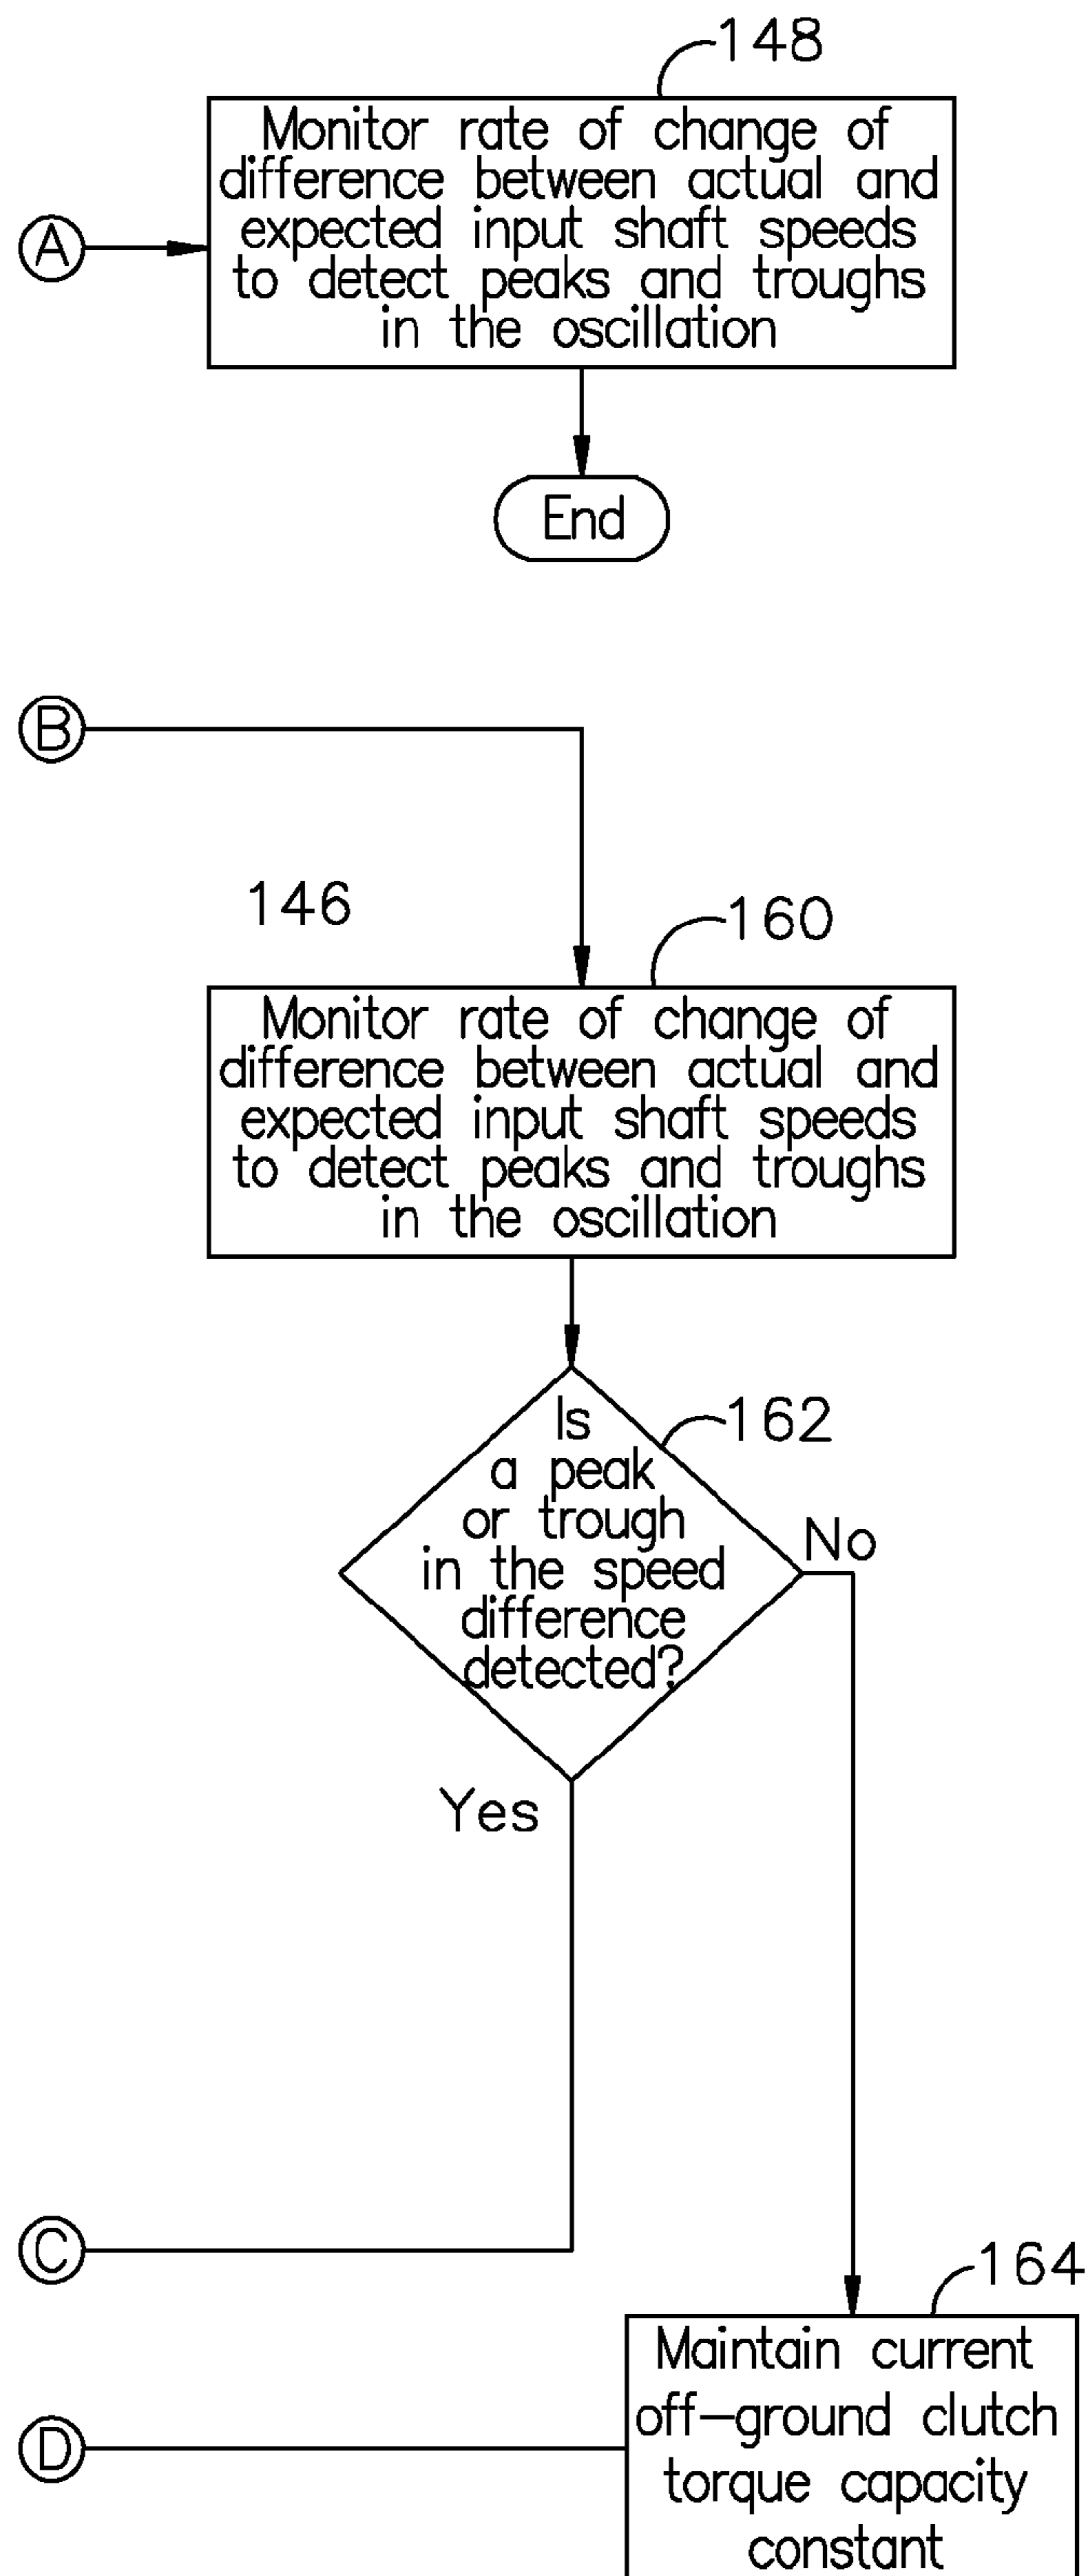 148
Monitor rate of change of
difference between actual and
expected input shaft speeds
to detect peaks and troughs
in the oscillation
A
End
B
146
160
Monitor rate of change of
difference between actual and
expected input shaft speeds
to detect peaks and troughs
in the oscillation
162
Is
a peak
or trough
in the speed
difference
detected?
No
Yes
C
164
Maintain current
off-ground clutch
torque capacity
constant
D